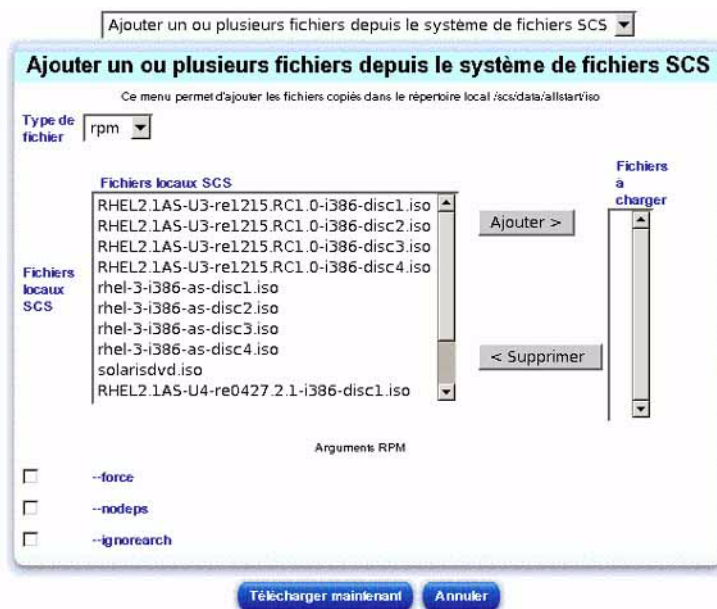 Ajouter un ou plusieurs fichiers depuis le système de fichiers SCS
Ajouter un ou plusieurs fichiers depuis le système de fichiers SCS
Ce menu permet d'ajouter les fichiers copiés dans le répertoire local /scs/data/allstart/iso
Type de
fichier
rpm
Fichiers locaux SCS
Fichiers
à
charger
Fichiers
locaux
SCS
RHEL2.1AS-U3-re1215.RC1.0-i386-disc1.iso
RHEL2.1AS-U3-re1215.RC1.0-i386-disc2.iso
RHEL2.1AS-U3-re1215.RC1.0-i386-disc3.iso
RHEL2.1AS-U3-re1215.RC1.0-i386-disc4.iso
rhel-3-i386-as-disc1.iso
rhel-3-i386-as-disc2.iso
rhel-3-i386-as-disc3.iso
rhel-3-i386-as-disc4.iso
solarisdvd.iso
RHEL2.1AS-U4-re0427.2.1-i386-disc1.iso
Ajouter >
< Supprimer
Arguments RPM
--force
--nodeps
--ignorearch
Télécharger maintenant
Annuler